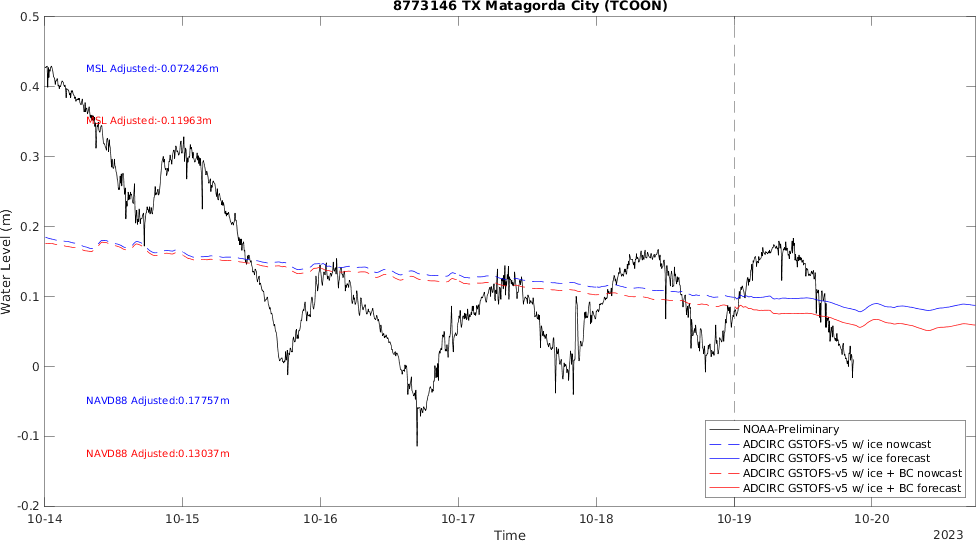 8773146 TX Matagorda City (TCOON)
0.5
0.4
0.3
0.2
0.1
0
-0.1
-0.2
Water Level (m)
MSL Adjusted:-0.072426m
MSL Adjusted:-0.11963m
NAVD88 Adjusted:0.17757m
NAVD88 Adjusted:0.13037m
NOAA-Preliminary
ADCIRC GSTOFS-v5 w/ ice nowcast
ADCIRC GSTOFS-v5 w/ ice forecast
ADCIRC GSTOFS-v5 w/ ice + BC nowcast
ADCIRC GSTOFS-v5 w/ ice + BC forecast
10-14 10-15 10-16 10-17 10-18 10-19 10-20
Time
2023